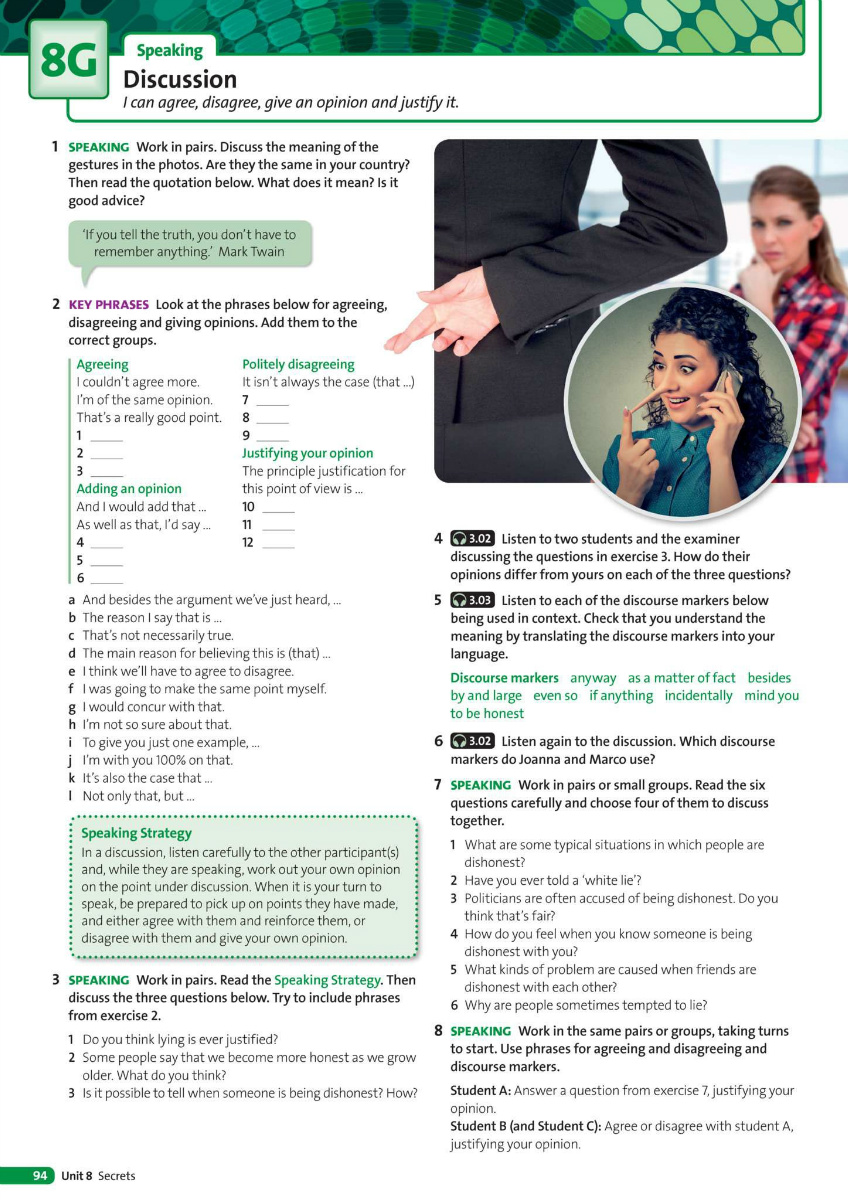 8G
Speaking
Discussion
I can agree, disagree, give an opinion and justify it.
1 SPEAKING Work in pairs. Discuss the meaning of the
gestures in the photos. Are they the same in your country?
Then read the quotation below. What does it mean? Is it
good advice?
'If you tell the truth, you don't have to
remember anything.' Mark Twain
2 KEY PHRASES Look at the phrases below for agreeing,
disagreeing and giving opinions. Add them to the
correct groups.
Agreeing
I couldn't agree more.
I'm of the same opinion.
That's a really good point.
1 _____
2 _____
3 _____
Adding an opinion
And I would add that ...
As well as that, I'd say ...
4 _____
5 _____
6 _____
Politely disagreeing
It isn't always the case (that ...)
7 _____
8 _____
9 _____
Justifying your opinion
The principle justification for
this point of view is ...
10 _____
11 _____
12 _____
a And besides the argument we've just heard, ...
b The reason I say that is ...
c That's not necessarily true.
d The main reason for believing this is (that) ...
e I think we'll have to agree to disagree.
f I was going to make the same point myself.
g I would concur with that.
h I'm not so sure about that.
i To give you just one example, ...
j I'm with you 100% on that.
k It's also the case that ...
l Not only that, but ...
Speaking Strategy
In a discussion, listen carefully to the other participant(s)
and, while they are speaking, work out your own opinion
on the point under discussion. When it is your turn to
speak, be prepared to pick up on points they have made,
and either agree with them and reinforce them, or
disagree with them and give your own opinion.
3 SPEAKING Work in pairs. Read the Speaking Strategy. Then
discuss the three questions below. Try to include phrases
from exercise 2.
1 Do you think lying is ever justified?
2 Some people say that we become more honest as we grow
older. What do you think?
3 Is it possible to tell when someone is being dishonest? How?
4 3.02 Listen to two students and the examiner
discussing the questions in exercise 3. How do their
opinions differ from yours on each of the three questions?
5 3.03 Listen to each of the discourse markers below
being used in context. Check that you understand the
meaning by translating the discourse markers into your
language.
Discourse markers anyway as a matter of fact besides
by and large even so if anything incidentally mind you
to be honest
6 3.02 Listen again to the discussion. Which discourse
markers do Joanna and Marco use?
7 SPEAKING Work in pairs or small groups. Read the six
questions carefully and choose four of them to discuss
together.
1 What are some typical situations in which people are
dishonest?
2 Have you ever told a 'white lie'?
3 Politicians are often accused of being dishonest. Do you
think that's fair?
4 How do you feel when you know someone is being
dishonest with you?
5 What kinds of problem are caused when friends are
dishonest with each other?
6 Why are people sometimes tempted to lie?
8 SPEAKING Work in the same pairs or groups, taking turns
to start. Use phrases for agreeing and disagreeing and
discourse markers.
Student A: Answer a question from exercise 7, justifying your
opinion.
Student B (and Student C): Agree or disagree with student A,
justifying your opinion.
94 Unit 8 Secrets